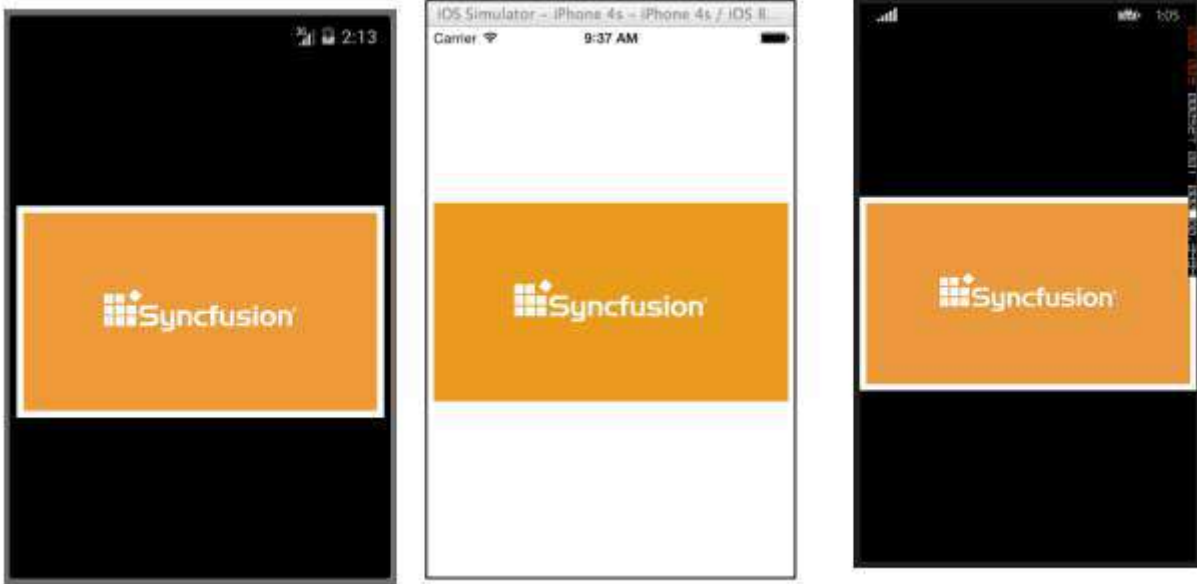 3G 2:13
Syncfusion
iOS Simulator - iPhone 4s - iPhone 4s / iOS 8...
Carrier 9:37 AM
Syncfusion
1:05
Syncfusion